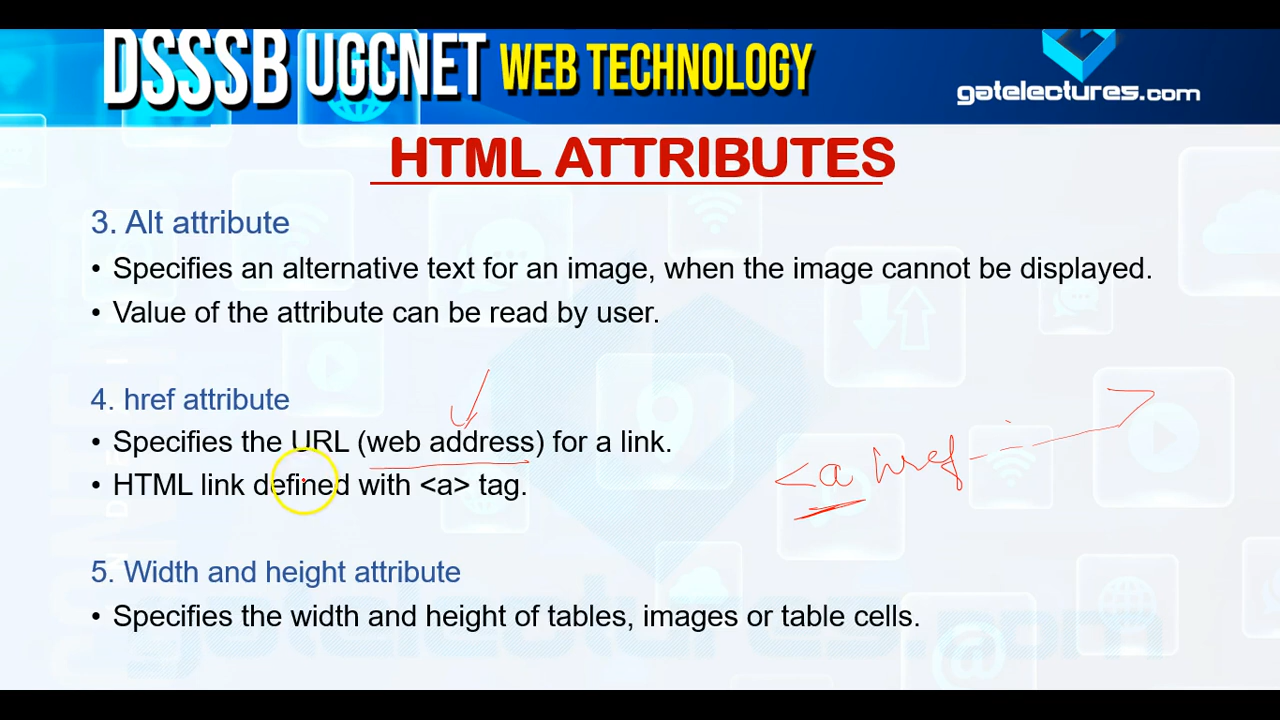 DSSSB UGCNET WEB TECHNOLOGY
gatelectures.com
HTML ATTRIBUTES
3. Alt attribute
• Specifies an alternative text for an image, when the image cannot be displayed.
• Value of the attribute can be read by user.
4. href attribute
• Specifies the URL (web address) for a link.
• HTML link defined with <a> tag.
<a href
5. Width and height attribute
• Specifies the width and height of tables, images or table cells.
gatelectures.com